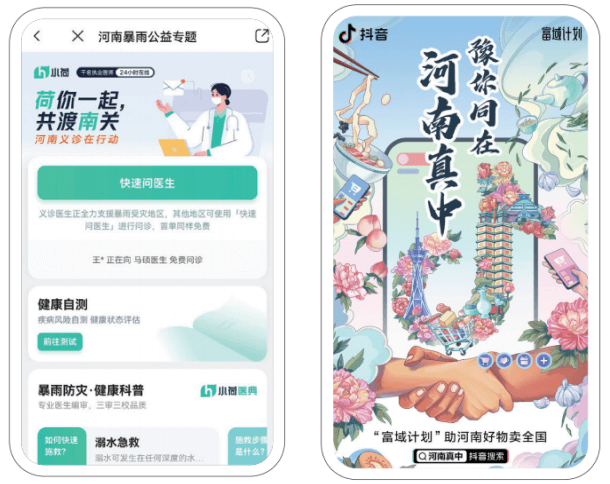 河南暴雨公益专题
小荷
千名执业医师 24小时在线
荷你一起,
共渡南关
河南义诊在行动
快速问医生
义诊医生正全力支援暴雨受灾地区，其他地区可使用「快速
问医生」进行问诊，首单同样免费
王* 正在向 马硕医生 免费问诊
健康自测
疾病风险自测 健康状态评估
前往测试
暴雨防灾·健康科普
小荷医典
专业医生编审，三审三校品质
如何快速
施救？
溺水急救
溺水可发生在任何深度的水...
施救步骤
是什么？
抖音
富域计划
豫你同在
河南真中
“富域计划”助河南好物卖全国
河南真中 抖音搜索